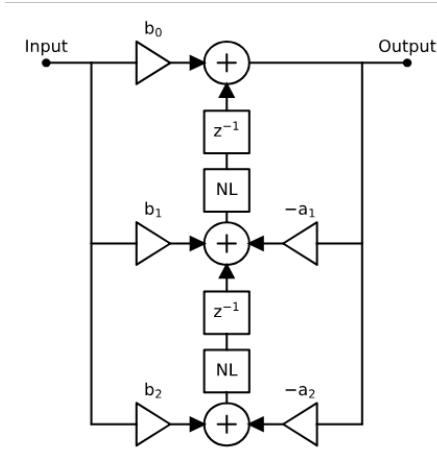 b₀
Input
Output
+
z⁻¹
NL
b₁
−a₁
+
z⁻¹
NL
b₂
−a₂
+